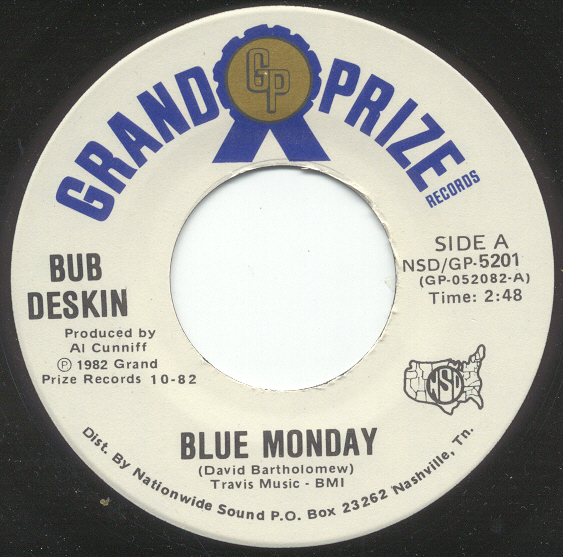 GRAND PRIZE
GP
RECORDS
BUB
DESKIN
Produced by
Al Cunniff
Ⓟ 1982 Grand
Prize Records 10-82
SIDE A
NSD/GP-5201
(GP-052082-A)
Time: 2:48
NSD
BLUE MONDAY
(David Bartholomew)
Travis Music - BMI
Dist. By Nationwide Sound P.O. Box 23262 Nashville, Tn.